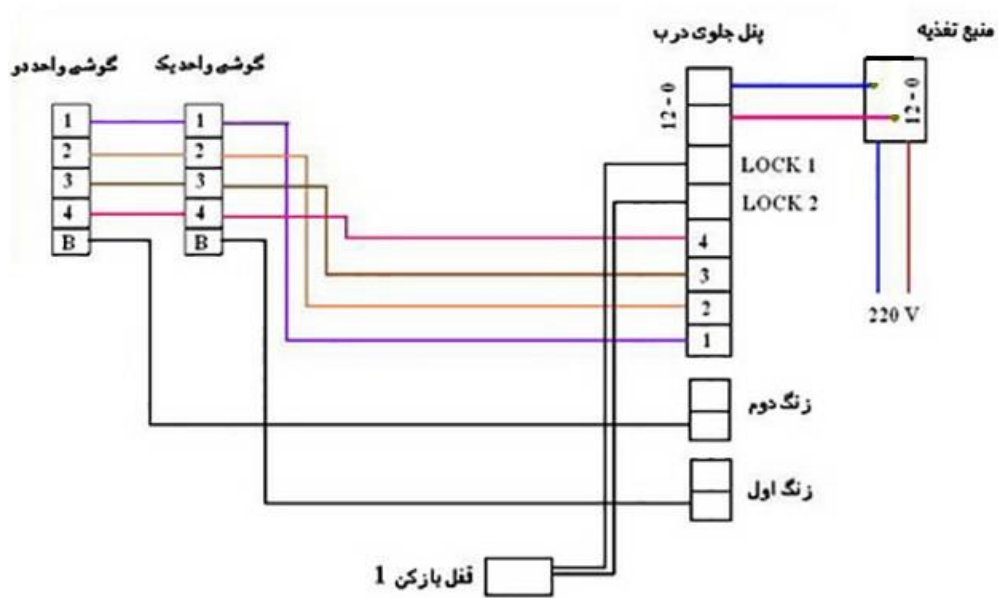 منبع تغذیه
پنل جلوی درب
گوشی واحد یک
گوشی واحد دو
12 - 0
12 - 0
1
2
3
4
B
1
2
3
4
B
LOCK 1
LOCK 2
4
3
2
1
220 V
زنگ دوم
زنگ اول
قفل بازکن 1